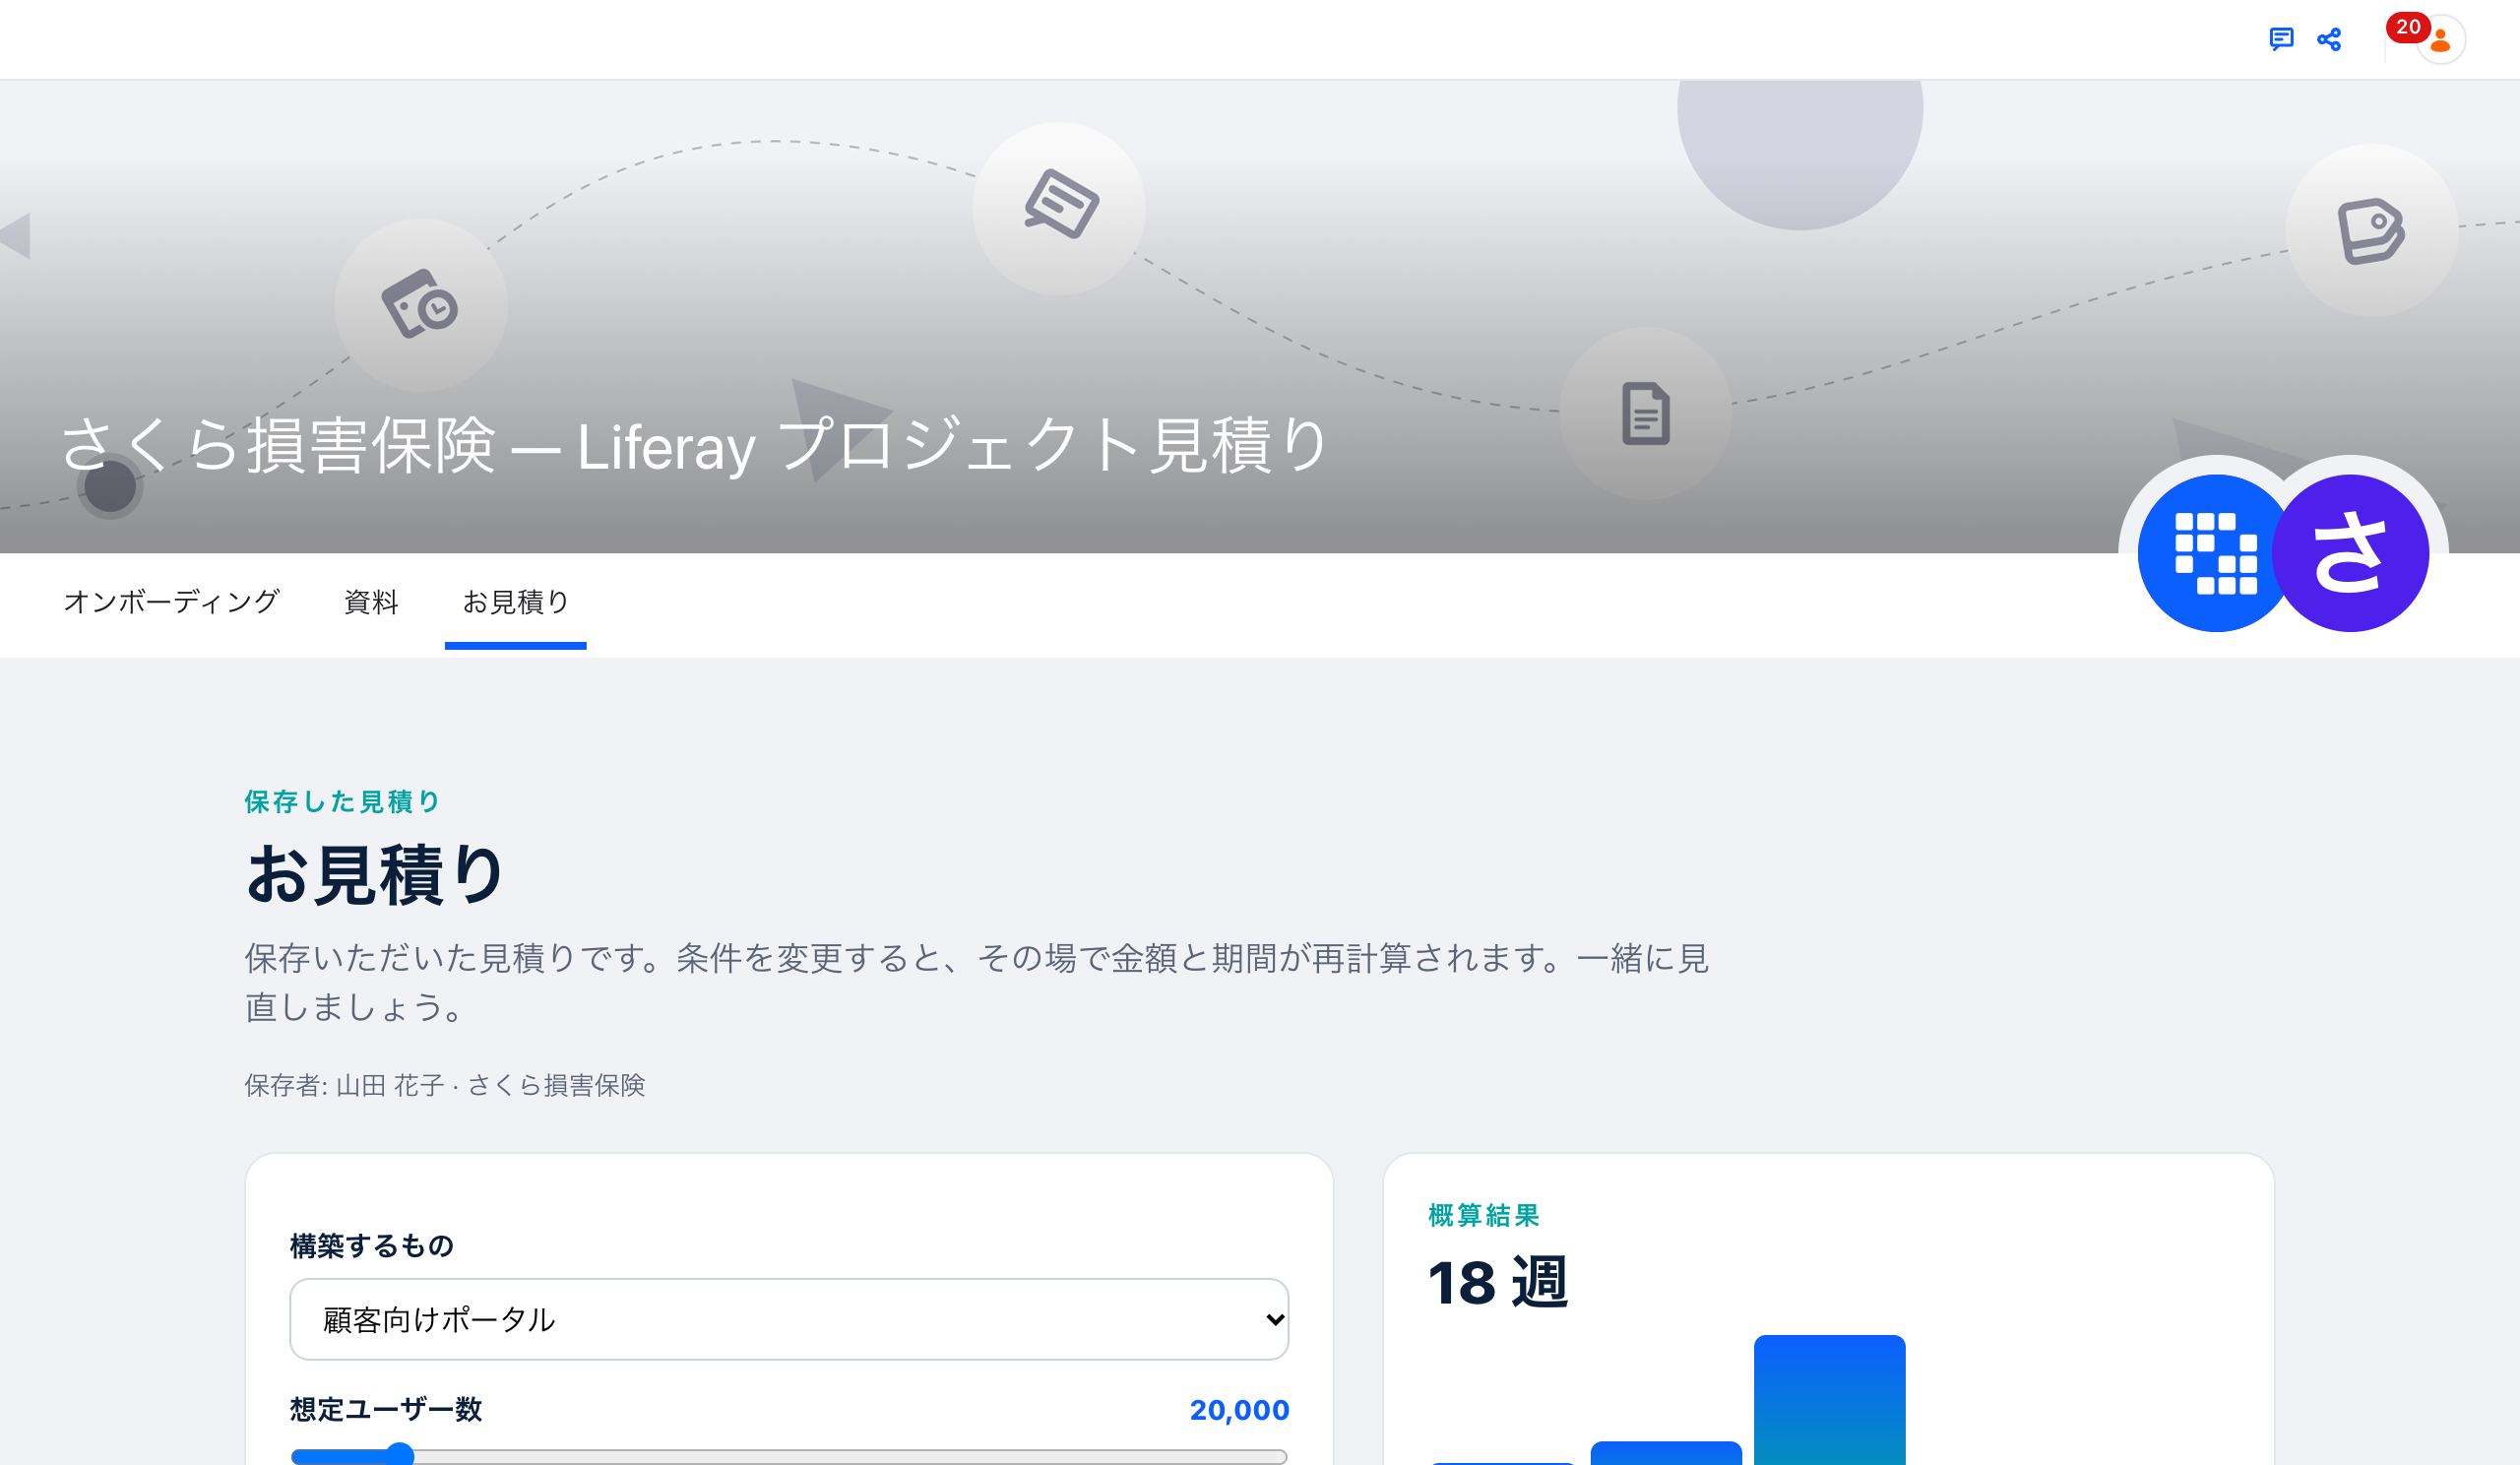 20
さくら損害保険 — Liferay プロジェクト見積り
さ
オンボーディング 資料 お見積り
保存した見積り
お見積り
保存いただいた見積りです。条件を変更すると、その場で金額と期間が再計算されます。一緒に見
直しましょう。
保存者: 山田 花子 · さくら損害保険
構築するもの
顧客向けポータル
想定ユーザー数 20,000
概算結果
18 週